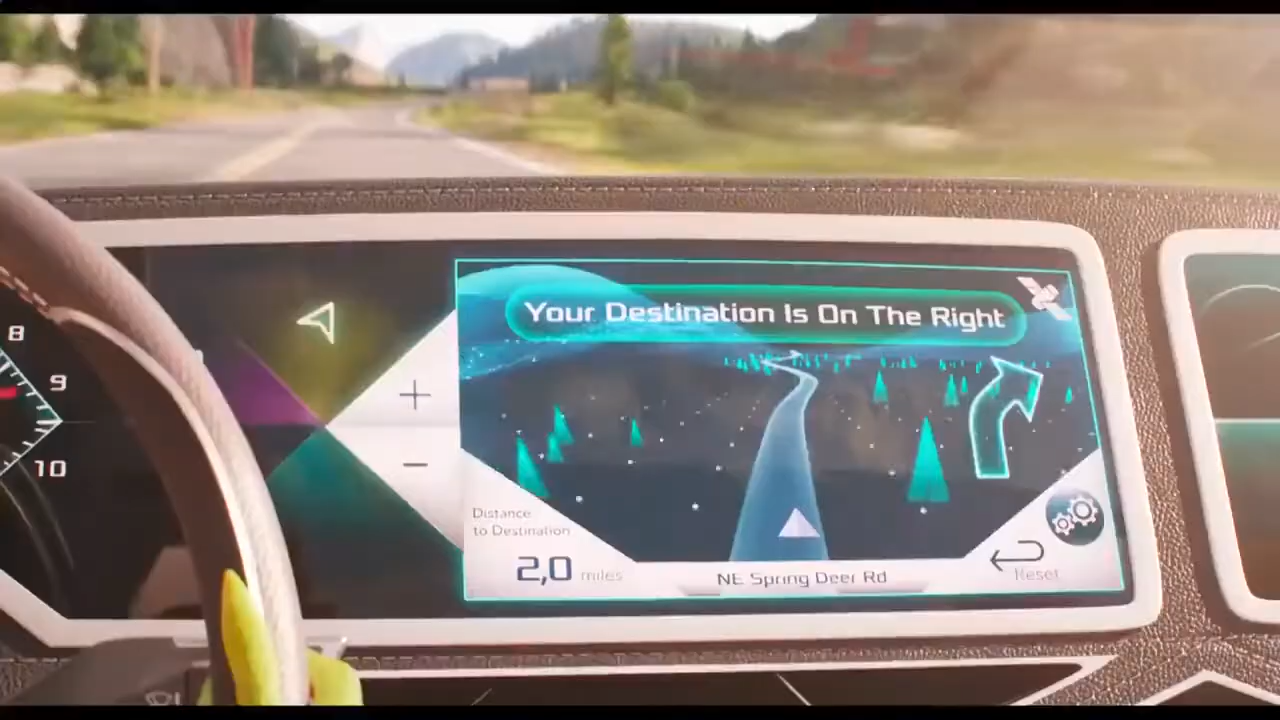 Your Destination Is On The Right
8
9
10
+
−
Distance
to Destination
2,0 miles
NE Spring Deer Rd
Reset